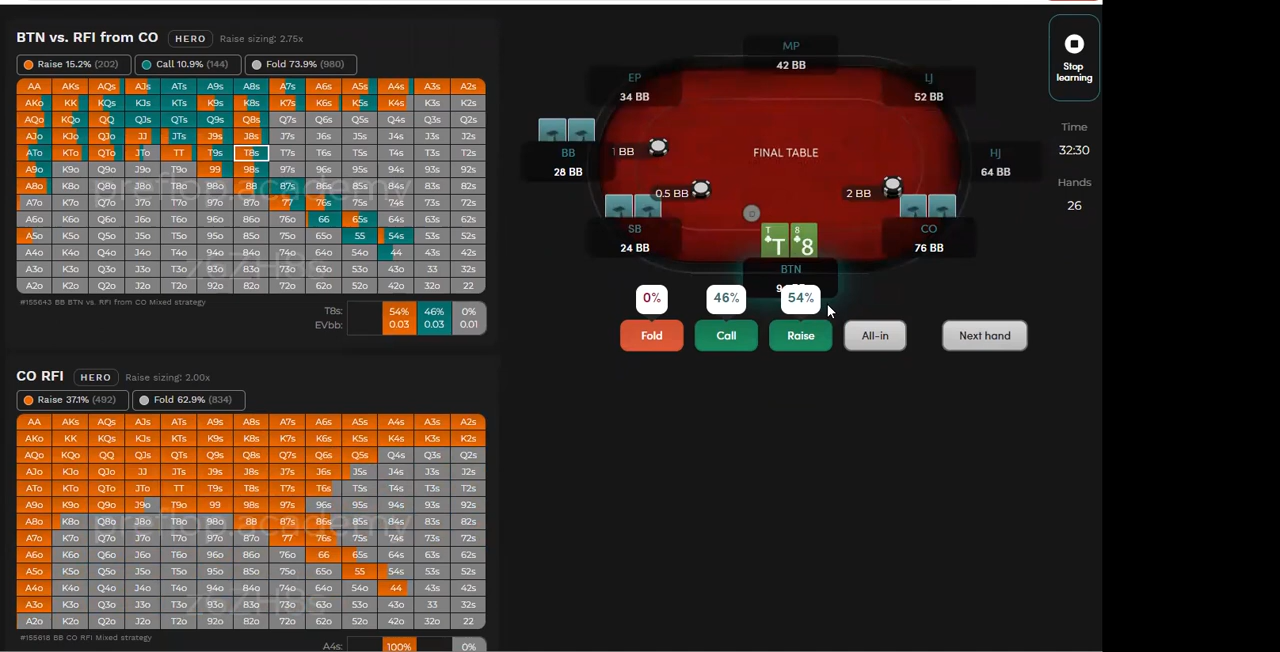 BTN vs. RFI from CO HERO Raise sizing: 2.75x
Raise 15.2% (202) Call 10.9% (144) Fold 73.9% (980)
AA AKs AQs AJs ATs A9s A8s A7s A6s A5s A4s A3s A2s
AKo KK KQs KJs KTs K9s K8s K7s K6s K5s K4s K3s K2s
AQo KQo QQ QJs QTs Q9s Q8s Q7s Q6s Q5s Q4s Q3s Q2s
AJo KJo QJo JJ JTs J9s J8s J7s J6s J5s J4s J3s J2s
ATo KTo QTo JTo TT T9s T8s T7s T6s T5s T4s T3s T2s
A9o K9o Q9o J9o T9o 99 98s 97s 96s 95s 94s 93s 92s
A8o K8o Q8o J8o T8o 98o 88 87s 86s 85s 84s 83s 82s
A7o K7o Q7o J7o T7o 97o 87o 77 76s 75s 74s 73s 72s
A6o K6o Q6o J6o T6o 96o 86o 76o 66 65s 64s 63s 62s
A5o K5o Q5o J5o T5o 95o 85o 75o 65o 55 54s 53s 52s
A4o K4o Q4o J4o T4o 94o 84o 74o 64o 54o 44 43s 42s
A3o K3o Q3o J3o T3o 93o 83o 73o 63o 53o 43o 33 32s
A2o K2o Q2o J2o T2o 92o 82o 72o 62o 52o 42o 32o 22
preflop.academy
#155643 BB BTN vs. RFI from CO Mixed strategy
T8s: 54% 46% 0%
EVbb: 0.03 0.03 0.01
CO RFI HERO Raise sizing: 2.00x
Raise 37.1% (492) Fold 62.9% (834)
AA AKs AQs AJs ATs A9s A8s A7s A6s A5s A4s A3s A2s
AKo KK KQs KJs KTs K9s K8s K7s K6s K5s K4s K3s K2s
AQo KQo QQ QJs QTs Q9s Q8s Q7s Q6s Q5s Q4s Q3s Q2s
AJo KJo QJo JJ JTs J9s J8s J7s J6s J5s J4s J3s J2s
ATo KTo QTo JTo TT T9s T8s T7s T6s T5s T4s T3s T2s
A9o K9o Q9o J9o T9o 99 98s 97s 96s 95s 94s 93s 92s
A8o K8o Q8o J8o T8o 98o 88 87s 86s 85s 84s 83s 82s
A7o K7o Q7o J7o T7o 97o 87o 77 76s 75s 74s 73s 72s
A6o K6o Q6o J6o T6o 96o 86o 76o 66 65s 64s 63s 62s
A5o K5o Q5o J5o T5o 95o 85o 75o 65o 55 54s 53s 52s
A4o K4o Q4o J4o T4o 94o 84o 74o 64o 54o 44 43s 42s
A3o K3o Q3o J3o T3o 93o 83o 73o 63o 53o 43o 33 32s
A2o K2o Q2o J2o T2o 92o 82o 72o 62o 52o 42o 32o 22
preflop.academy
#155618 BB CO RFI Mixed strategy
A4s: 100% 0%
MP
42 BB
EP
34 BB
LJ
52 BB
BB
28 BB
1 BB
FINAL TABLE
HJ
64 BB
0.5 BB
2 BB
SB
24 BB
D
T T 8 8
CO
76 BB
BTN
0% 46% 54%
Fold Call Raise All-in Next hand
Stop
learning
Time
32:30
Hands
26